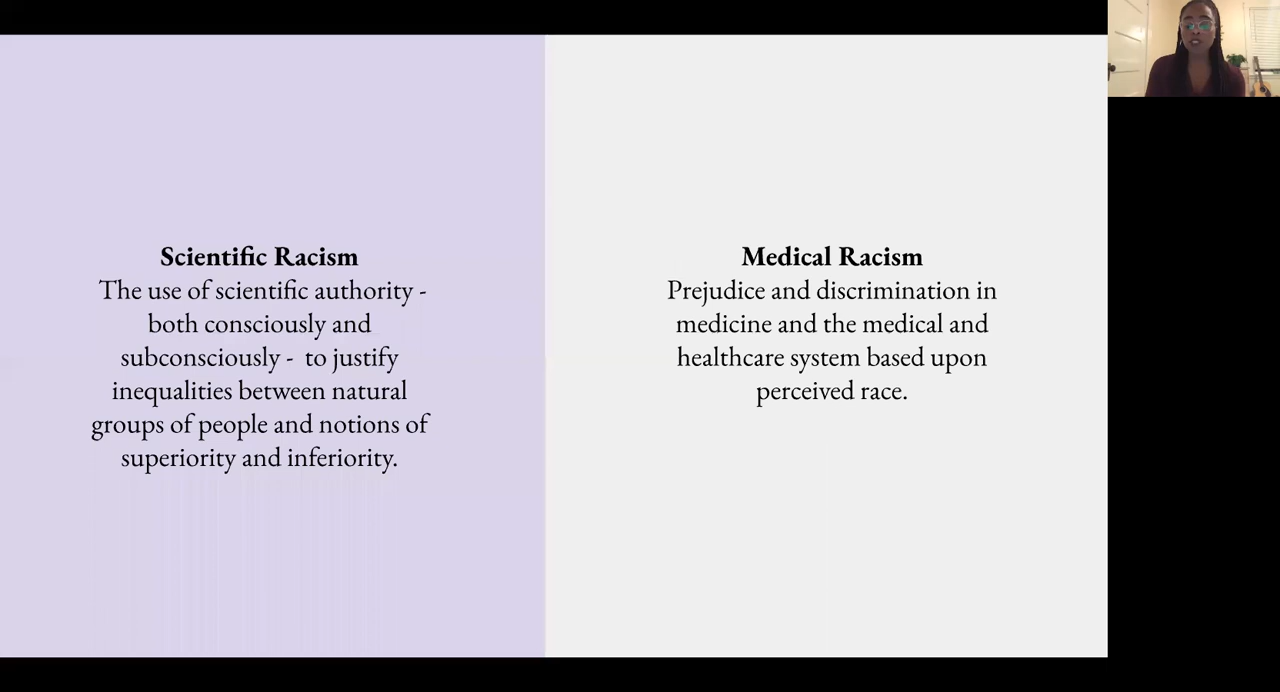 Scientific Racism
The use of scientific authority -
both consciously and
subconsciously -  to justify
inequalities between natural
groups of people and notions of
superiority and inferiority.
Medical Racism
Prejudice and discrimination in
medicine and the medical and
healthcare system based upon
perceived race.